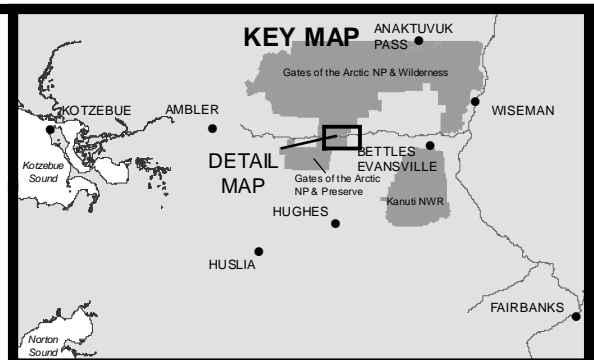 KEY MAP
ANAKTUVUK
PASS
Gates of the Arctic NP & Wilderness
KOTZEBUE
AMBLER
WISEMAN
Kotzebue
Sound
DETAIL
MAP
BETTLES
EVANSVILLE
Gates of the Arctic
NP & Preserve
Kanuti NWR
HUGHES
HUSLIA
FAIRBANKS
Norton
Sound